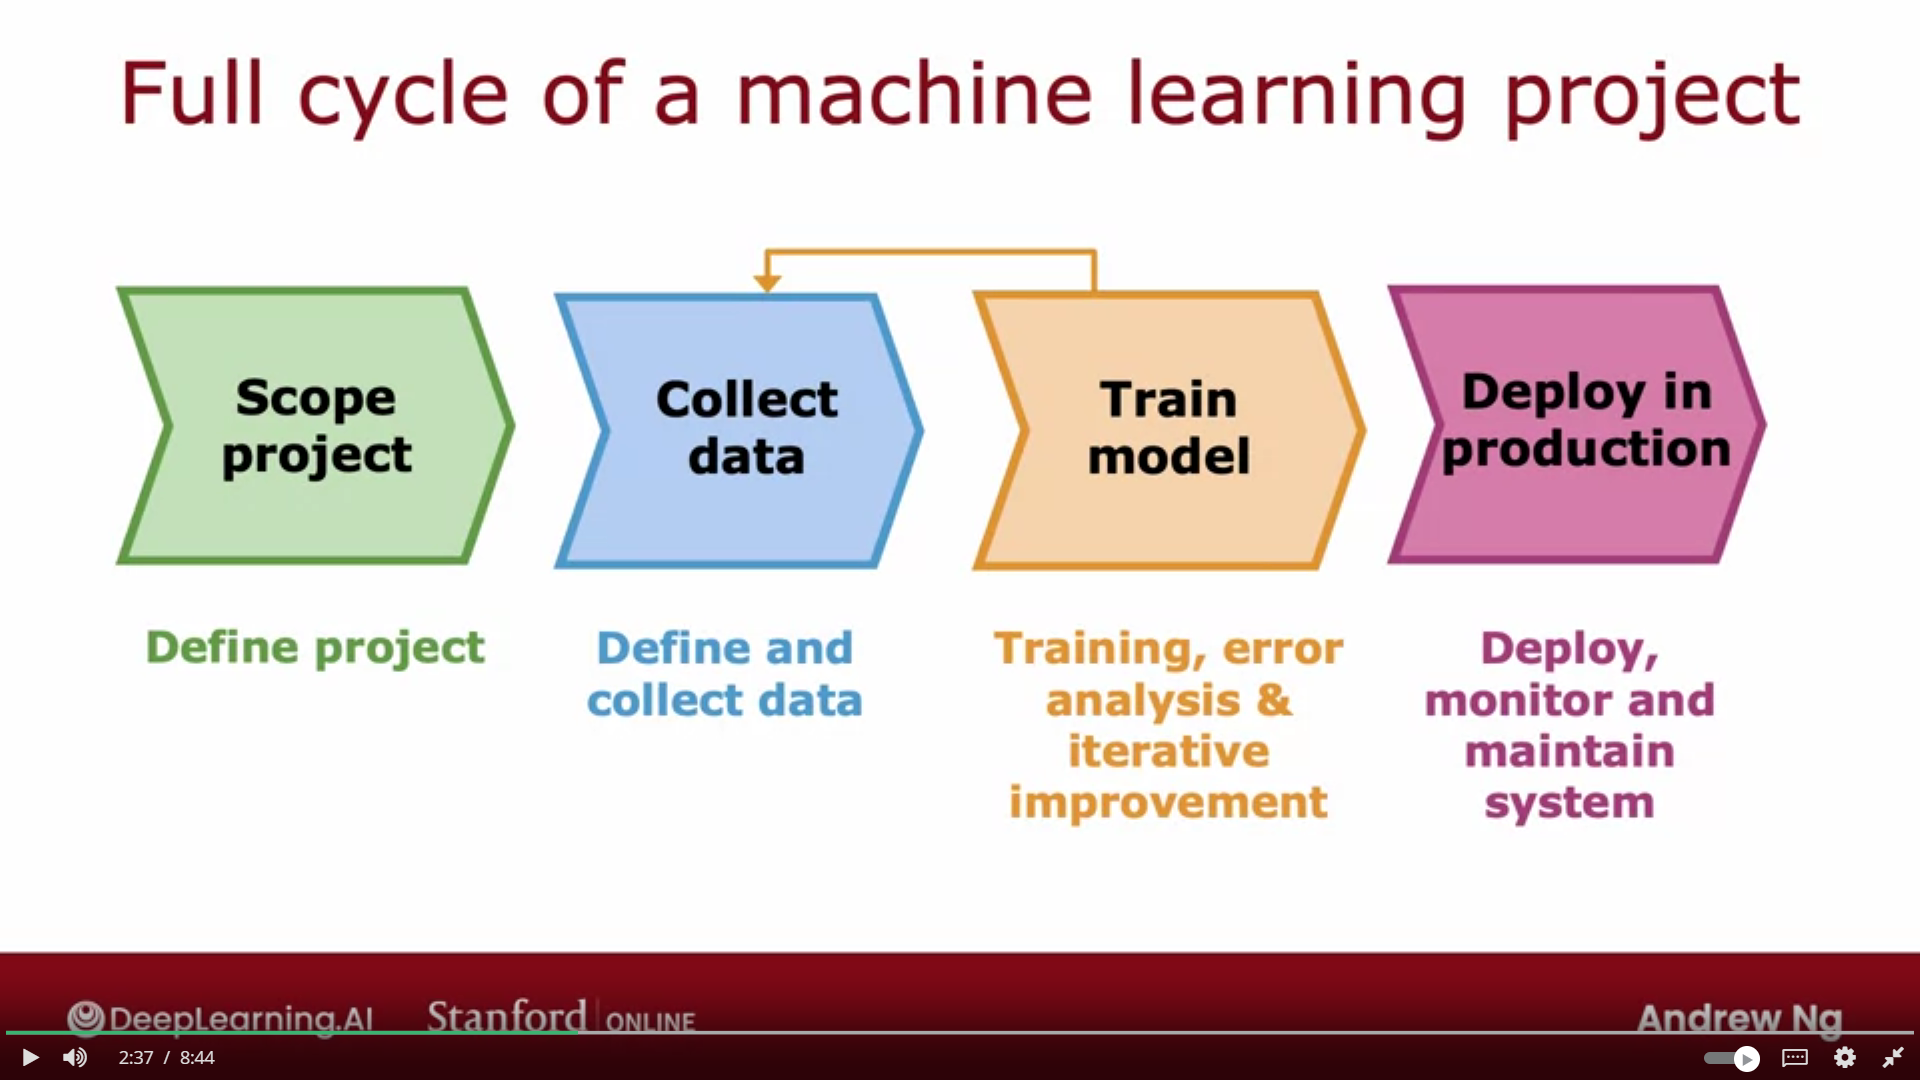 Full cycle of a machine learning project
Scope
project
Collect
data
Train
model
Deploy in
production
Define project
Define and
collect data
Training, error
analysis &
iterative
improvement
Deploy,
monitor and
maintain
system
DeepLearning.AI
Stanford | ONLINE
Andrew Ng
2:37 / 8:44